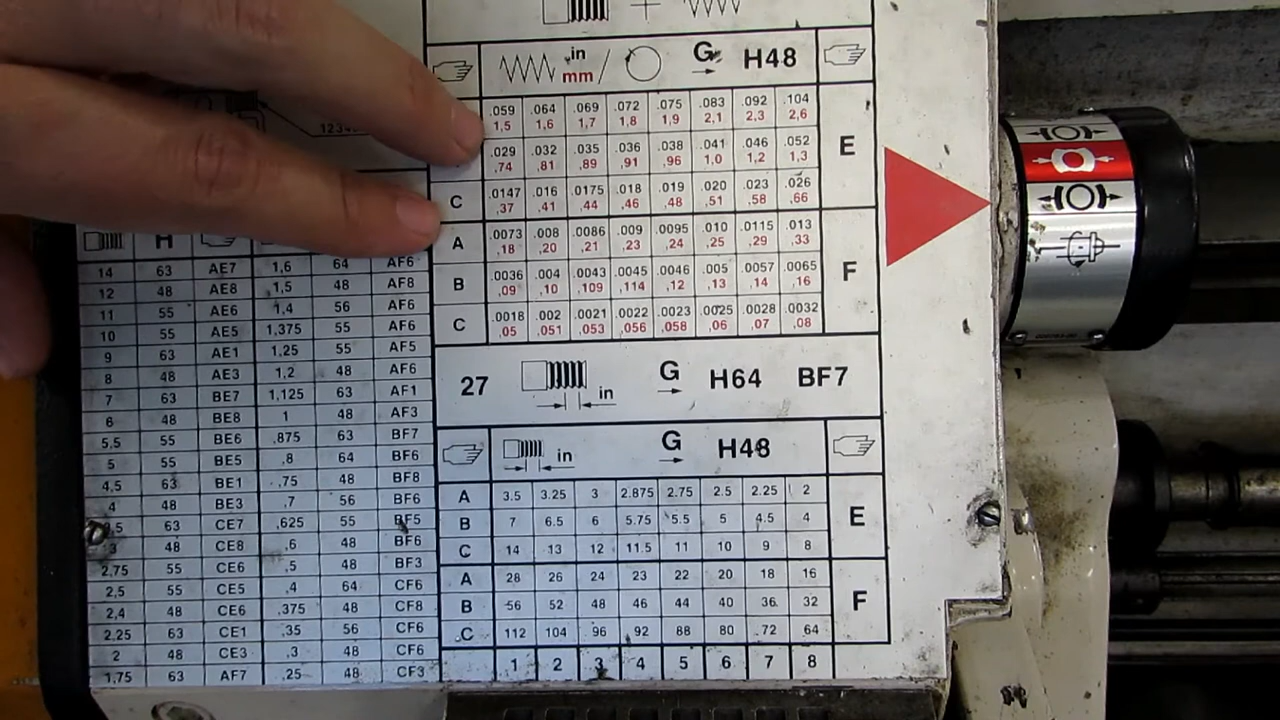 in
mm / G H48
.059 .064 .069 .072 .075 .083 .092 .104
1,5 1,6 1,7 1,8 1,9 2,1 2,3 2,6
E
.029 .032 .035 .036 .038 .041 .046 .052
.74 .81 .89 .91 .96 1,0 1,2 1,3
C .0147 .016 .0175 .018 .019 .020 .023 .026
,37 ,41 ,44 ,46 ,48 ,51 ,58 ,66
A .0073 .008 .0086 .009 .0095 .010 .0115 .013
,18 ,20 ,21 ,23 ,24 ,25 ,29 ,33
F
B .0036 .004 .0043 .0045 .0046 .005 .0057 .0065
,09 ,10 ,109 ,114 ,12 ,13 ,14 ,16
C .0018 .002 .0021 .0022 .0023 .0025 .0028 .0032
,05 ,051 ,053 ,056 ,058 ,06 ,07 ,08
27 in G H64 BF7
in G H48
A 3.5 3.25 3 2.875 2.75 2.5 2.25 2
E
B 7 6.5 6 5.75 5.5 5 4.5 4
C 14 13 12 11.5 11 10 9 8
A 28 26 24 23 22 20 18 16
F
B 56 52 48 46 44 40 36 32
C 112 104 96 92 88 80 72 64
1 2 3 4 5 6 7 8
H
14 63 AE7 1,6 64 AF6
12 48 AE8 1,5 48 AF8
11 55 AE6 1,4 56 AF6
10 55 AE5 1,375 55 AF6
9 63 AE1 1,25 55 AF5
8 48 AE3 1,2 48 AF6
7 63 BE7 1,125 63 AF1
6 48 BE8 1 48 AF3
5,5 55 BE6 ,875 63 BF7
5 55 BE5 ,8 64 BF6
4,5 63 BE1 ,75 48 BF8
4 48 BE3 ,7 56 BF6
,5 63 CE7 ,625 55 BF5
3 48 CE8 ,6 48 BF6
2,75 55 CE6 ,5 48 BF3
2,5 55 CE5 ,4 64 CF6
2,4 48 CE6 ,375 48 CF8
2,25 63 CE1 ,35 56 CF6
2 48 CE3 ,3 48 CF6
1,75 63 AF7 ,25 48 CF3